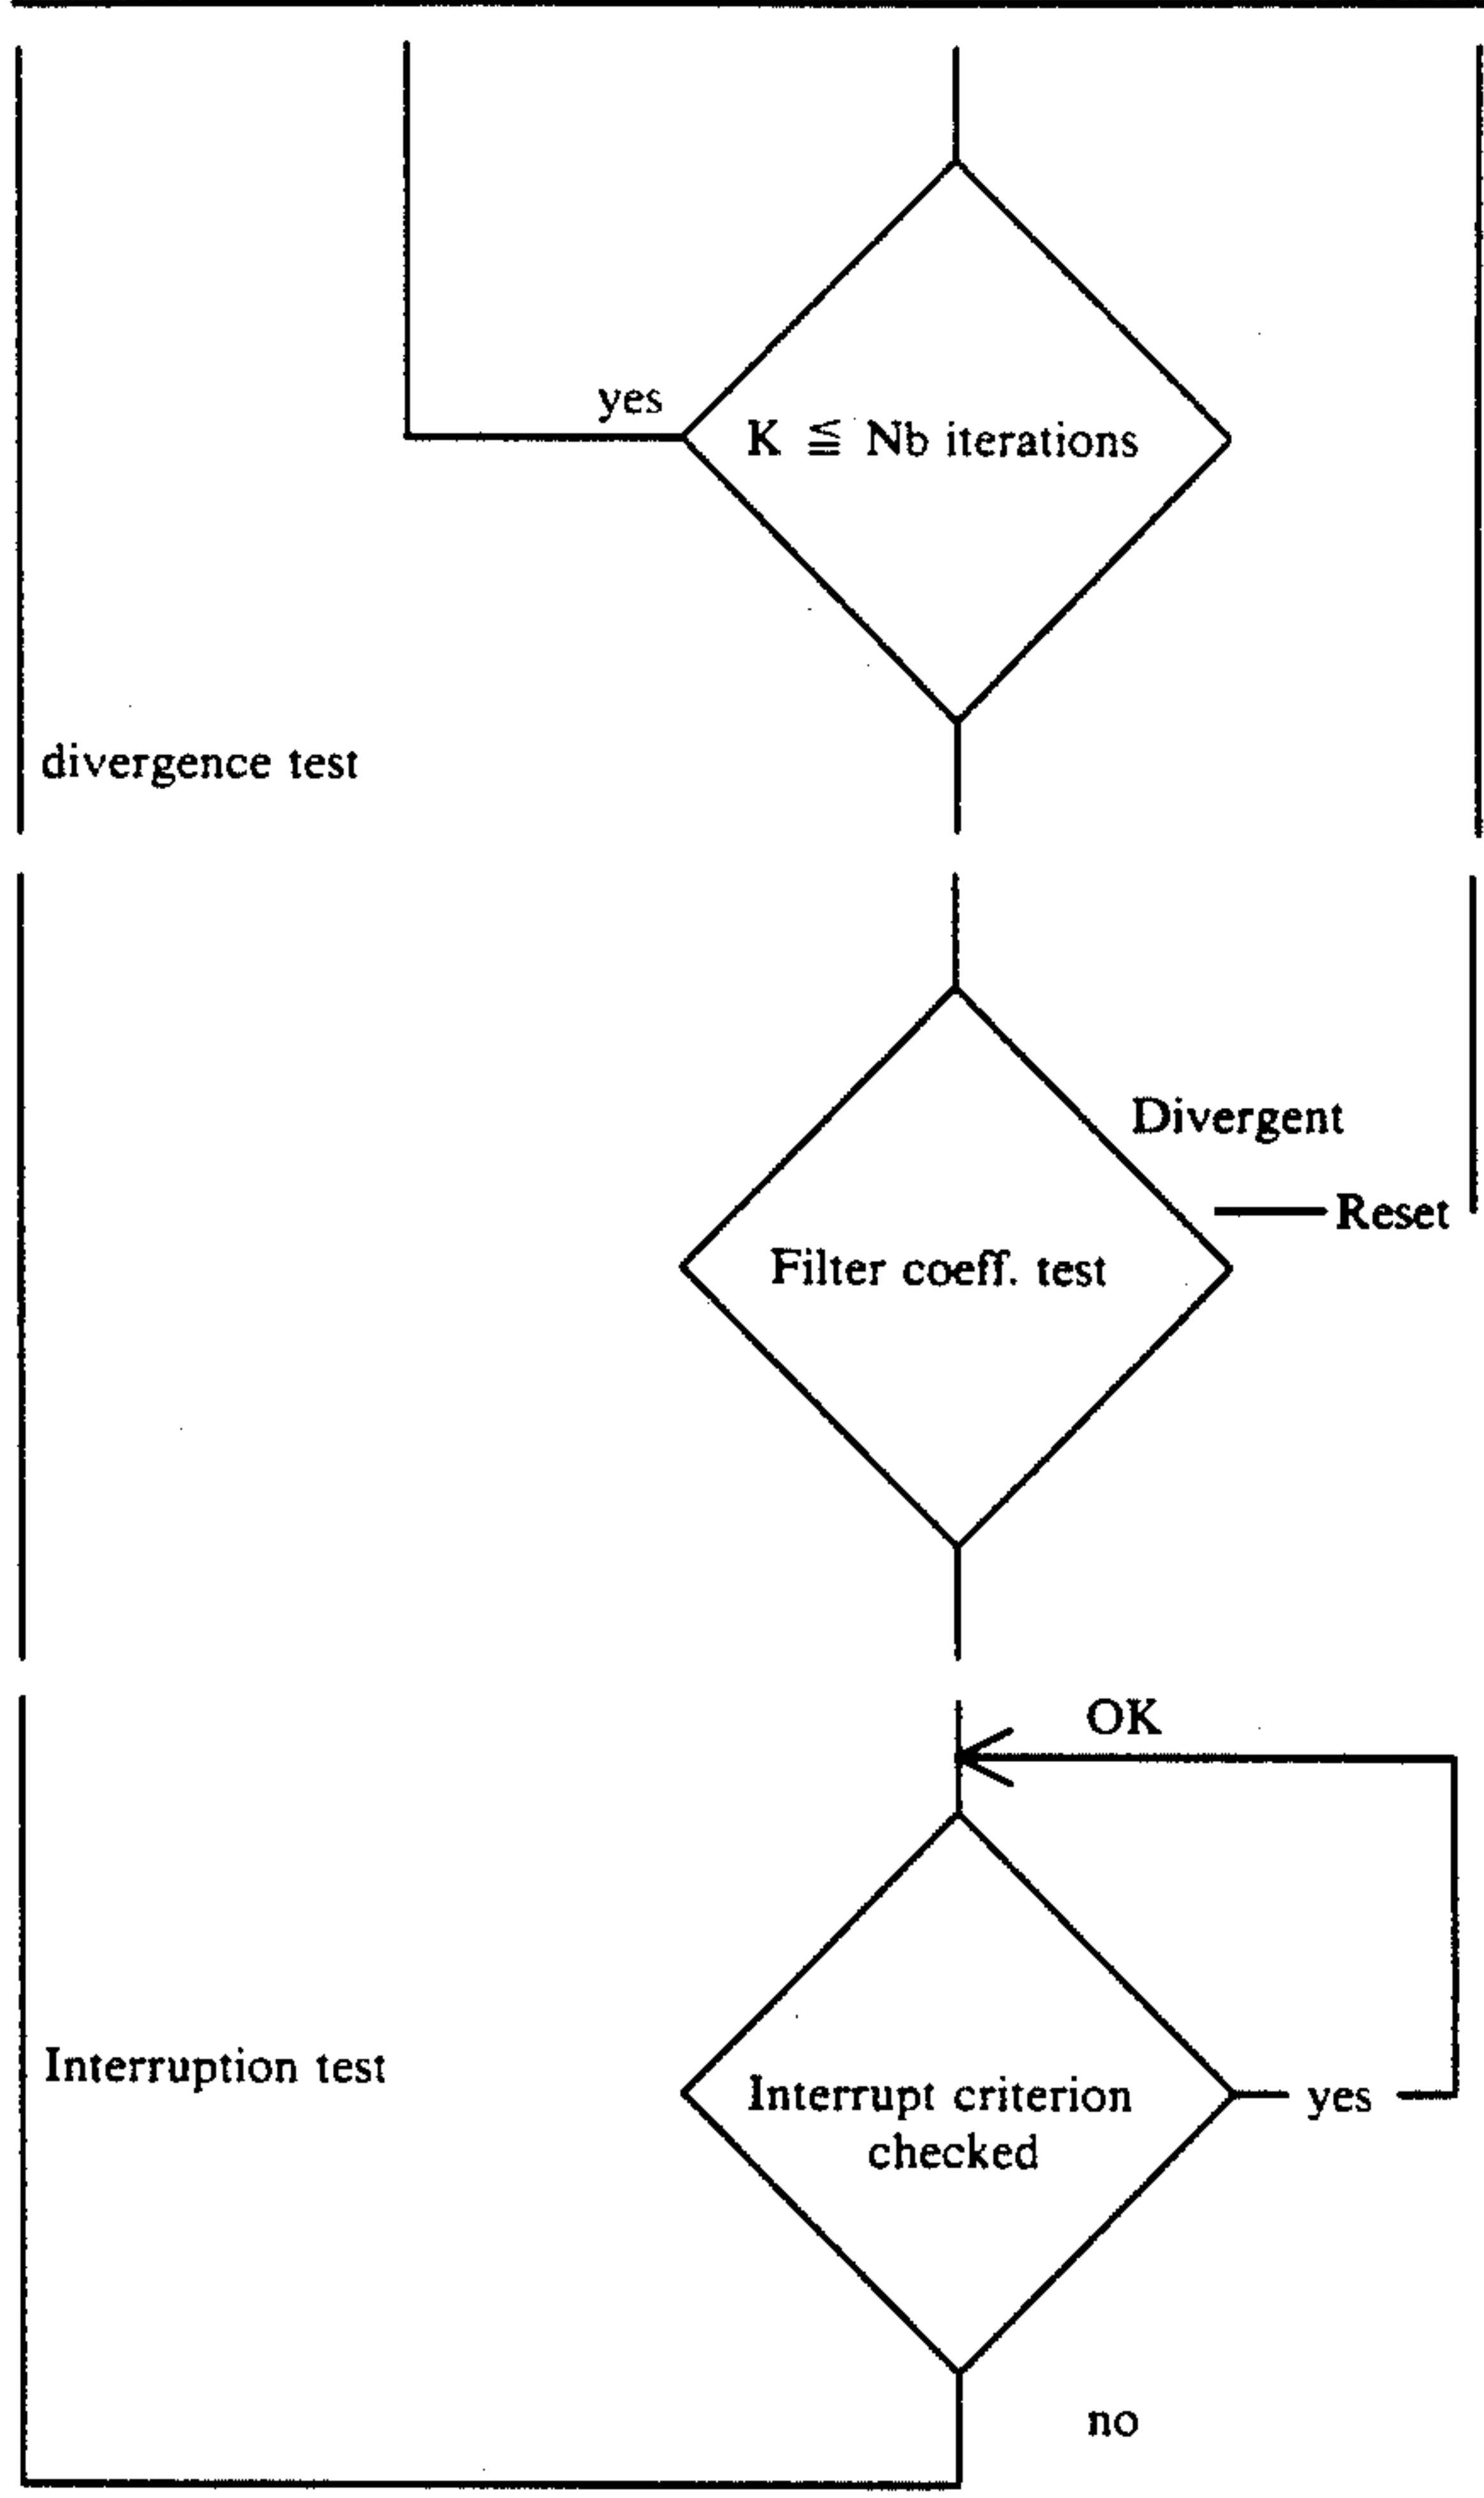 yes
K ≦ Nb iterations
divergence test
Divergent
Reset
Filter coeff. test
OK
Interruption test
Interrupt criterion
checked
yes
no